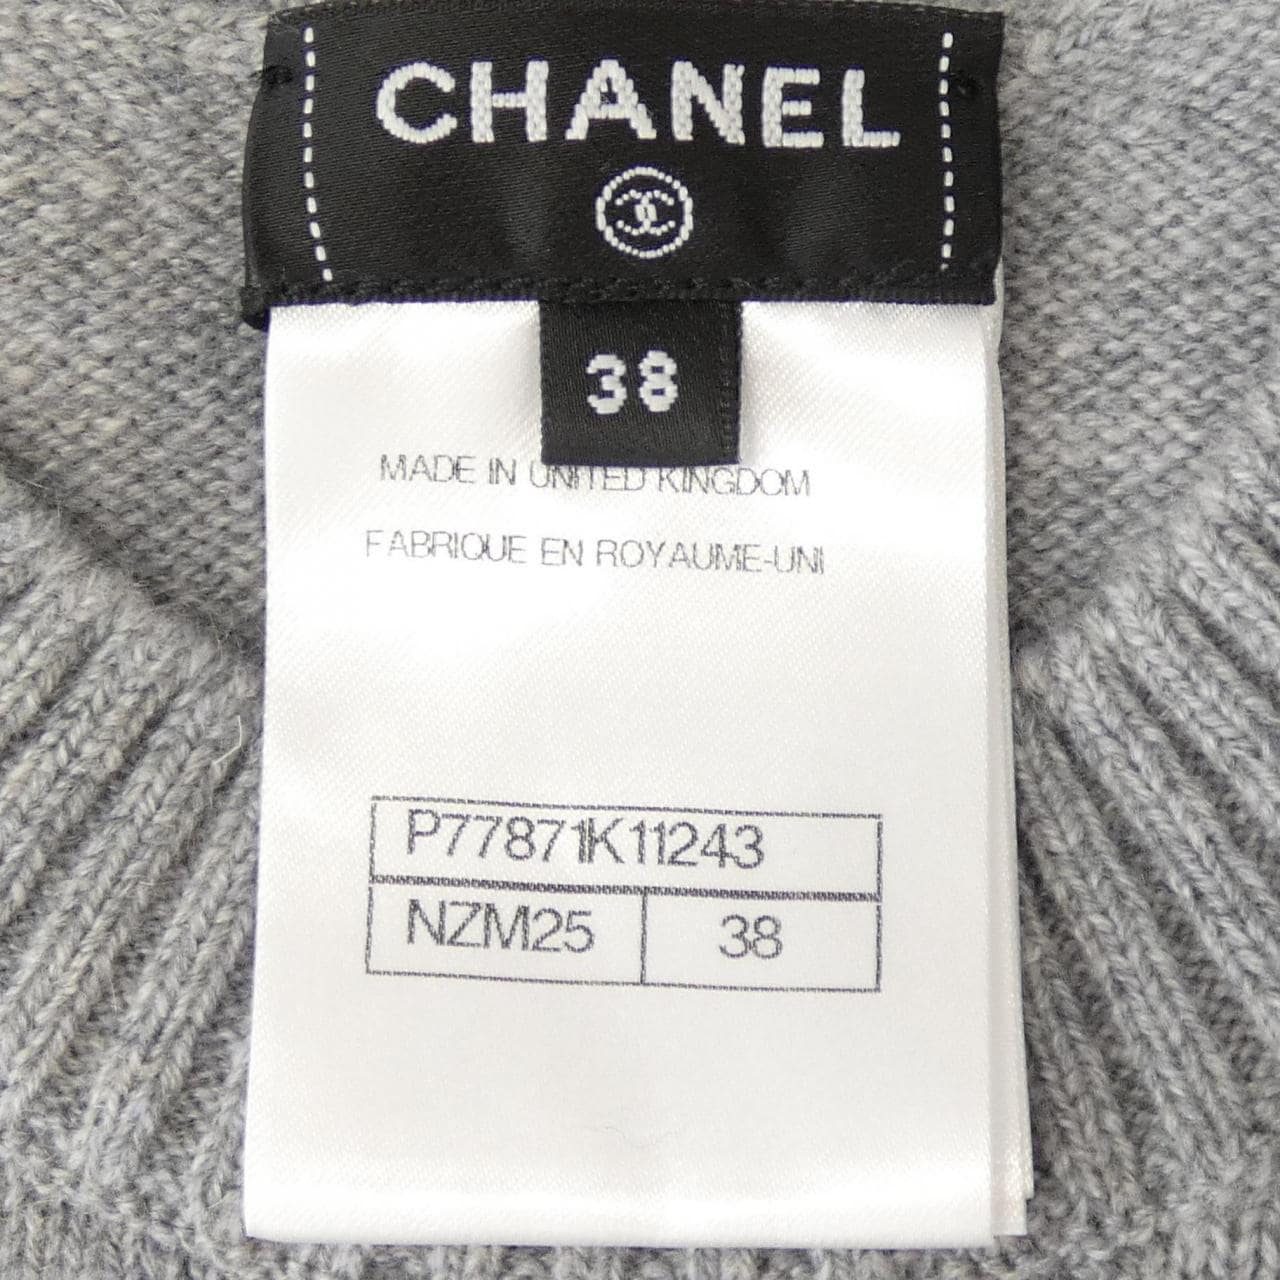 CHANEL
38
MADE IN UNITED KINGDOM
FABRIQUE EN ROYAUME-UNI
P77871K11243
NZM25 38